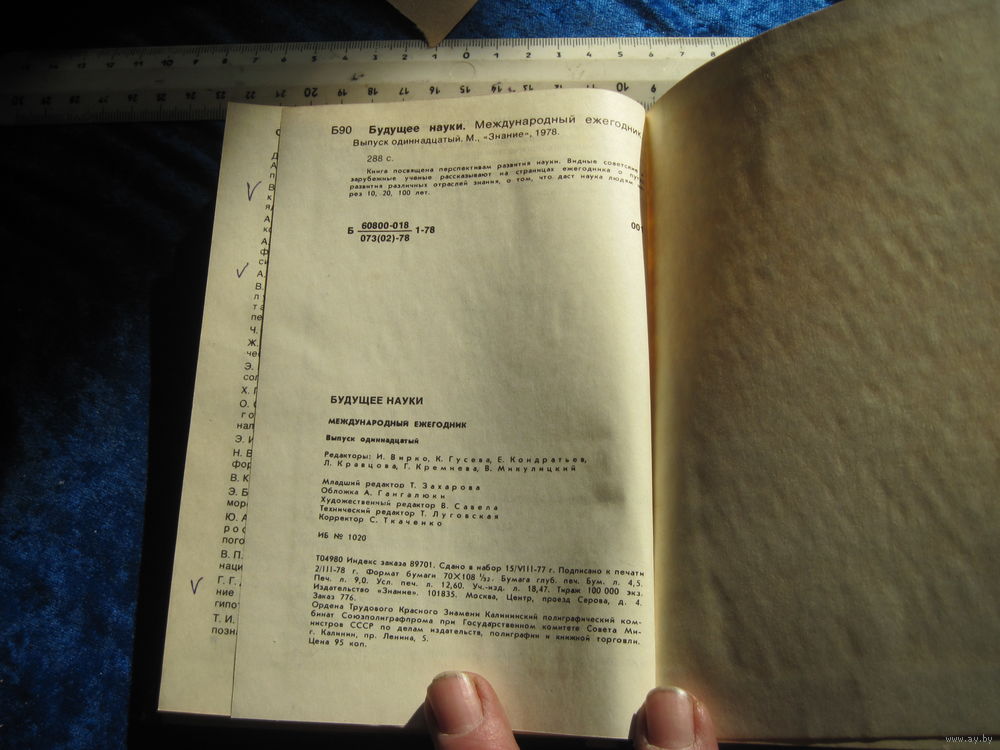 Б90 Будущее науки. Международный ежегодник
Выпуск одиннадцатый. М., «Знание», 1978.
288 с.
Книга посвящена перспективам развития науки. Видные советские
зарубежные ученые рассказывают на страницах ежегодника о
развития различных отраслей знания, о том, что даст наука людям
рез 10, 20, 100 лет.
Б 60800-018 1-78
073(02)-78
00
БУДУЩЕЕ НАУКИ
МЕЖДУНАРОДНЫЙ ЕЖЕГОДНИК
Выпуск одиннадцатый
Редакторы: И. Вирко, К. Гусева, Е. Кондратьев,
Л. Кравцова, Г. Кремнева, В. Микулицкий
Младший редактор Т. Захарова
Обложка А. Гангалюки
Художественный редактор В. Савела
Технический редактор Т. Луговская
Корректор С. Ткаченко
ИБ № 1020
Т04980 Индекс заказа 89701. Сдано в набор 15/VIII-77 г. Подписано к печати
2/III-78 г. Формат бумаги 70×108 1/32. Бумага глуб. печ. Бум. л. 4,5.
Печ. л. 9,0. Усл. печ. л. 12,60. Уч.-изд. л. 18,47. Тираж 100 000 экз.
Издательство «Знание». 101835. Москва, Центр, проезд Серова, д. 4.
Заказ 776.
Ордена Трудового Красного Знамени Калининский полиграфический ком-
бинат Союзполиграфпрома при Государственном комитете Совета Ми-
нистров СССР по делам издательств, полиграфии и книжной торговли.
г. Калинин, пр. Ленина, 5.
Цена 95 коп.
www.ay.by